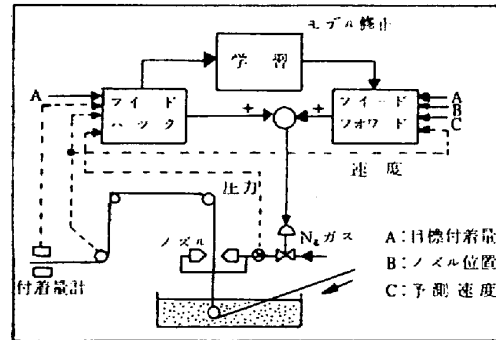 モデル修正
学習
A
フィード
バック
+
+
フィード
フォワード
A
B
C
速度
圧力
ノズル
N₂ガス
付着量計
A:目標付着量
B:ノズル位置
C:予測速度